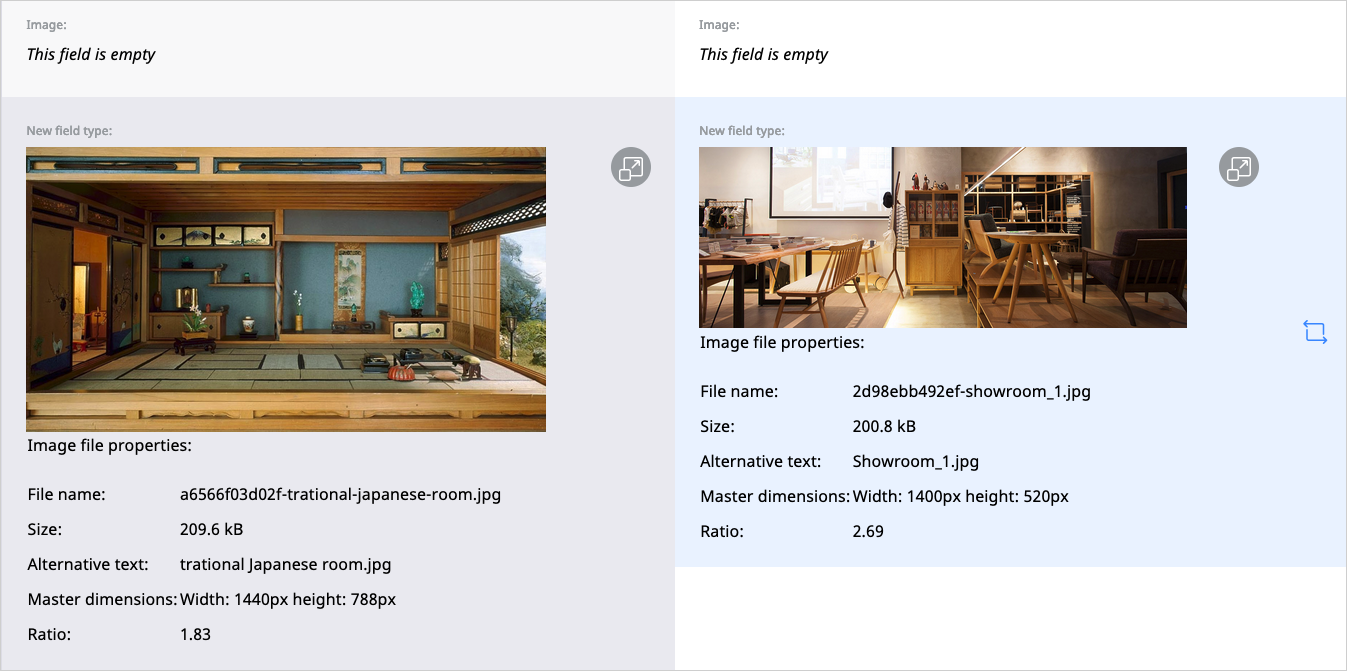 Image:
This field is empty
New field type:
Image file properties:
File name: a6566f03d02f-trational-japanese-room.jpg
Size: 209.6 kB
Alternative text: trational Japanese room.jpg
Master dimensions: Width: 1440px height: 788px
Ratio: 1.83
Image:
This field is empty
New field type:
Image file properties:
File name: 2d98ebb492ef-showroom_1.jpg
Size: 200.8 kB
Alternative text: Showroom_1.jpg
Master dimensions: Width: 1400px height: 520px
Ratio: 2.69